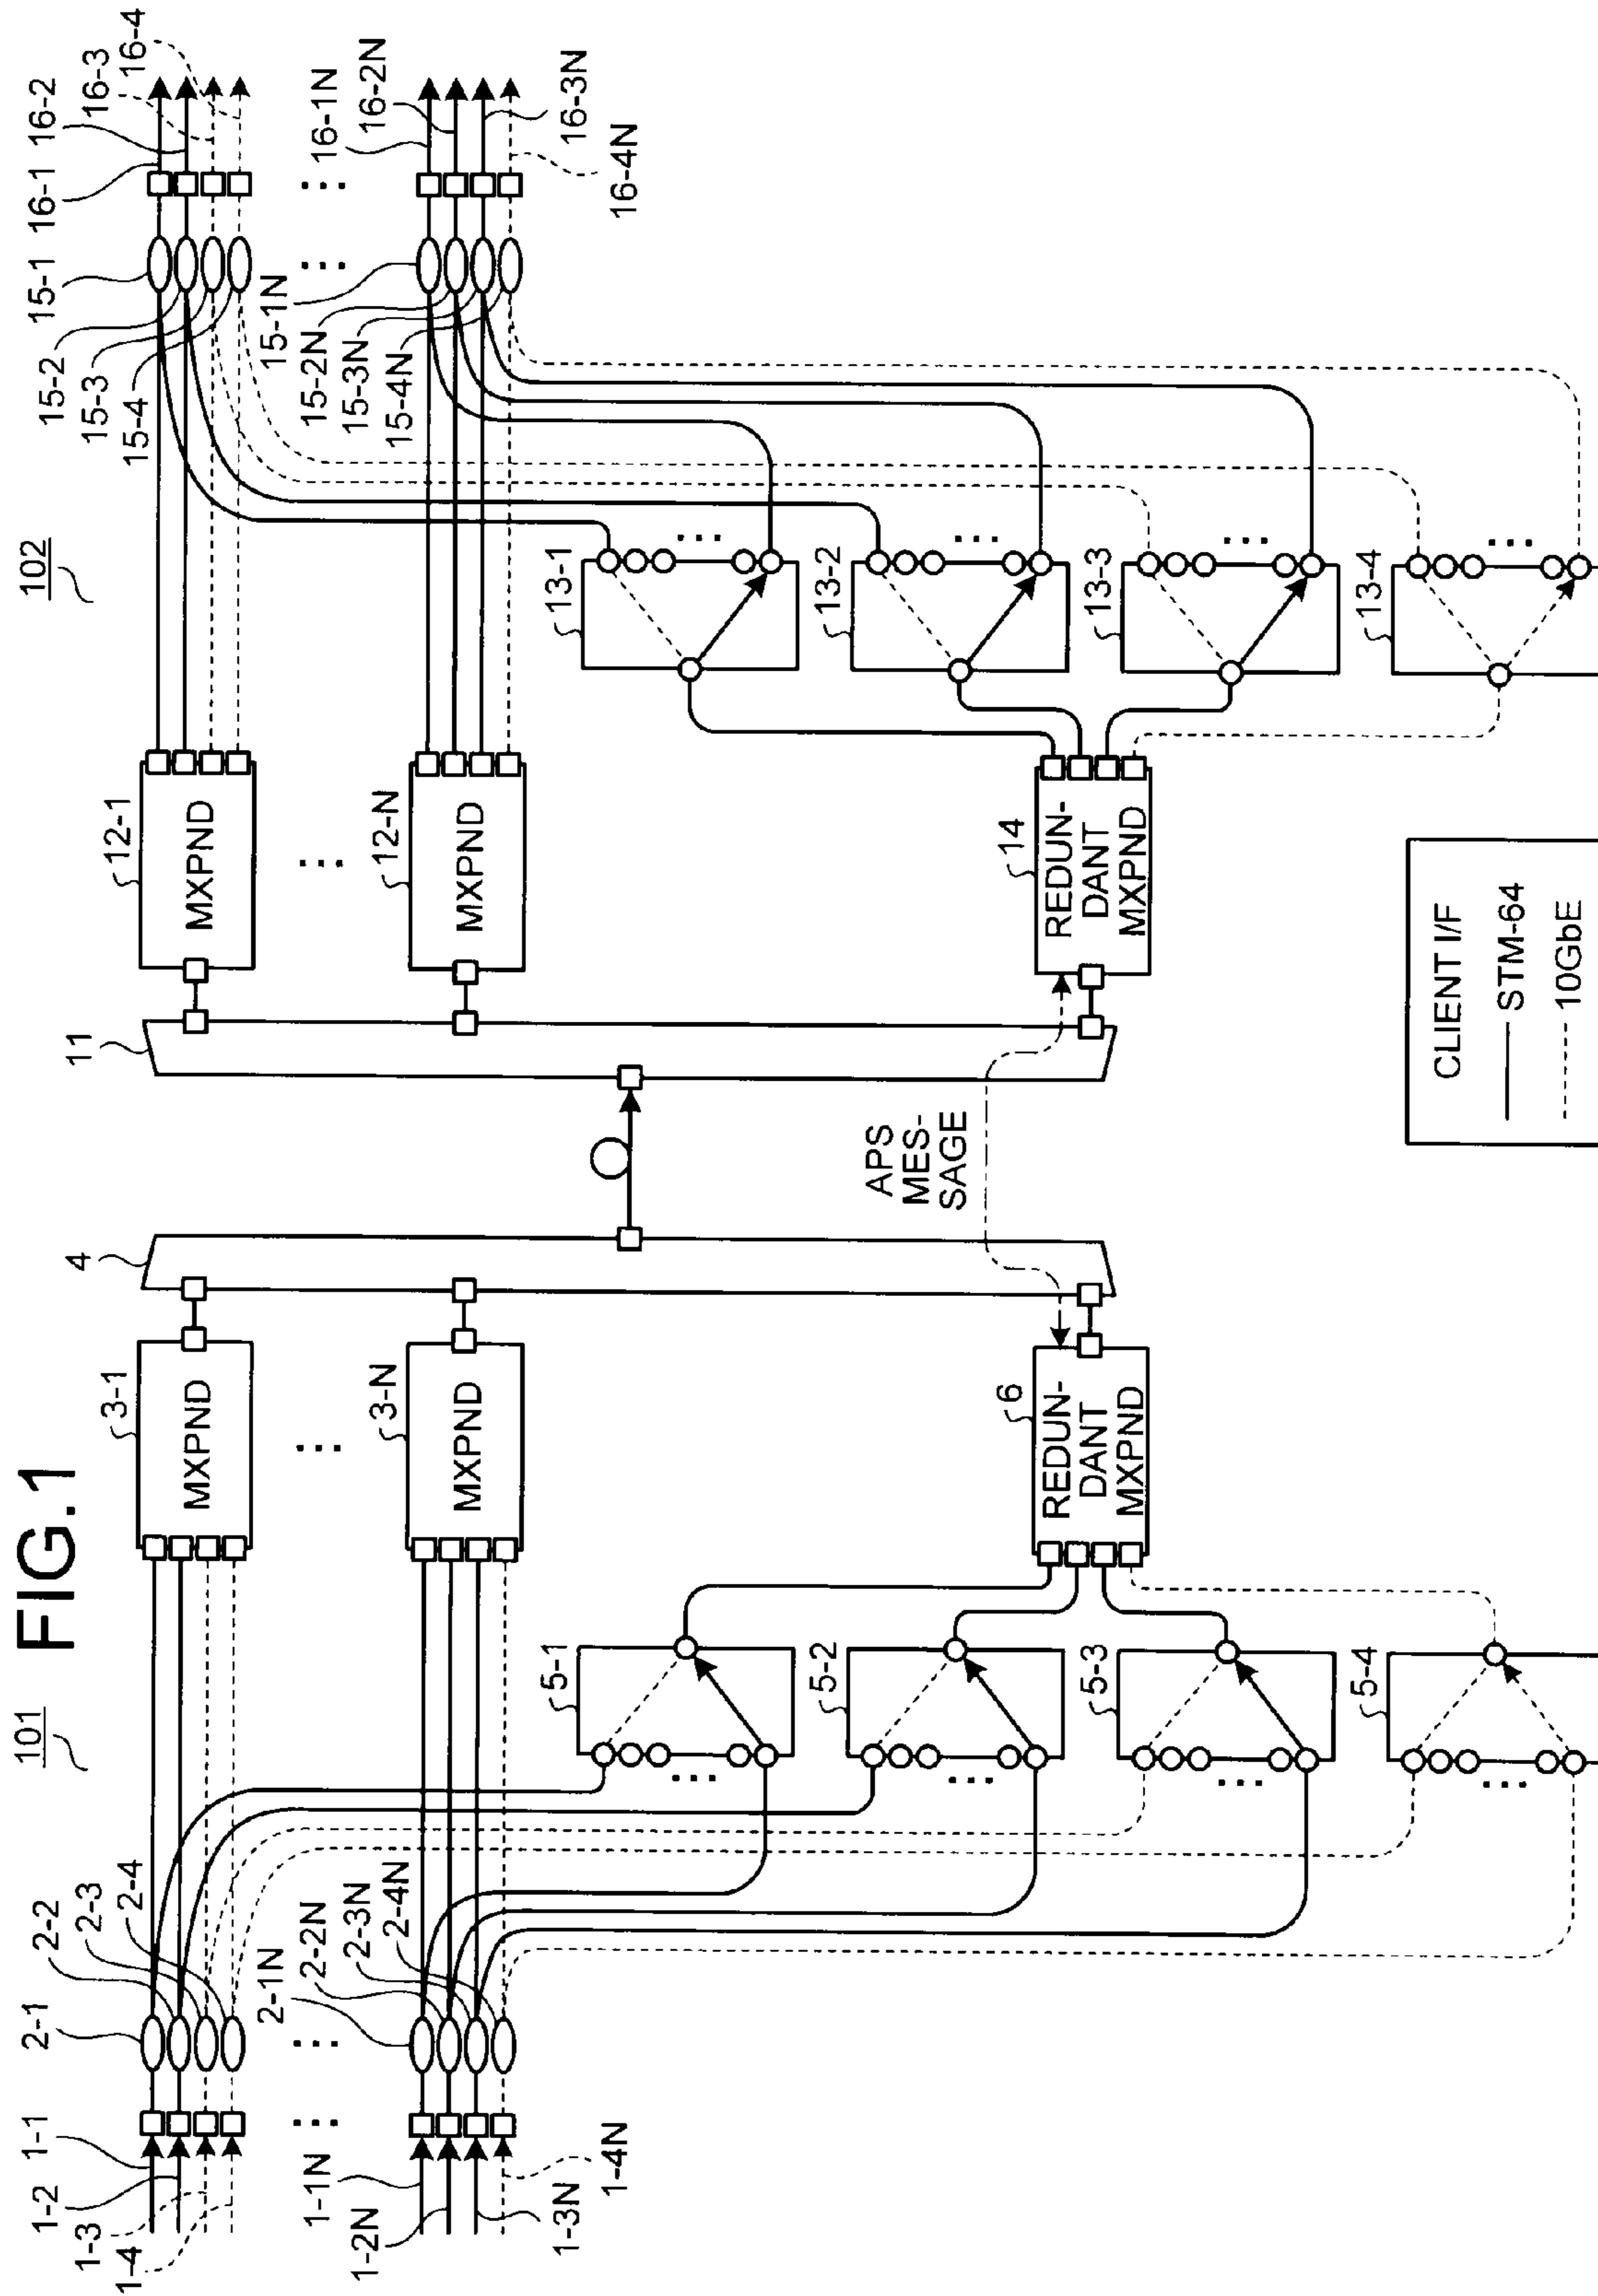 FIG.1
101
102
1-1
1-2
1-3
1-4
2-1
2-2
2-3
2-4
3-1
MXPND
4
11
12-1
MXPND
15-1
15-2
15-3
15-4
16-1
16-2
16-3
16-4
...
...
...
...
...
...
1-1N
1-2N
1-3N
1-4N
2-1N
2-2N
2-3N
2-4N
3-N
MXPND
12-N
MXPND
15-1N
15-2N
15-3N
15-4N
16-1N
16-2N
16-3N
16-4N
5-1
...
5-2
...
5-3
...
5-4
...
6
REDUN-
DANT
MXPND
APS
MES-
SAGE
14
REDUN-
DANT
MXPND
13-1
...
13-2
...
13-3
...
13-4
...
CLIENT I/F
STM-64
10GbE